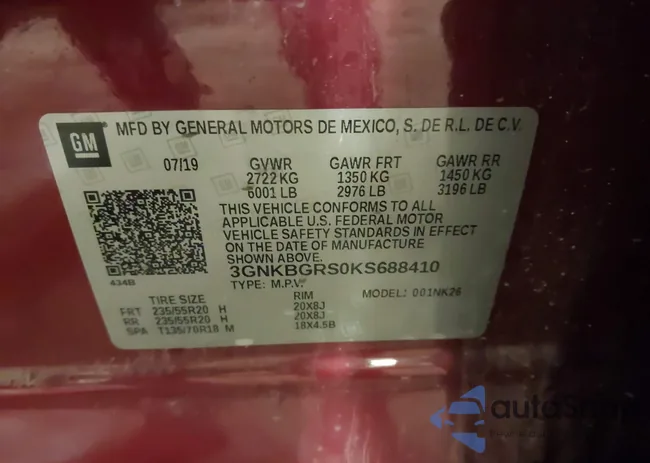 GM
MFD BY GENERAL MOTORS DE MEXICO, S. DE R.L. DE C.V.
07/19 GVWR GAWR FRT GAWR RR
2722 KG 1350 KG 1450 KG
6001 LB 2976 LB 3196 LB
THIS VEHICLE CONFORMS TO ALL
APPLICABLE U.S. FEDERAL MOTOR
VEHICLE SAFETY STANDARDS IN EFFECT
ON THE DATE OF MANUFACTURE SHOWN ABOVE.
3GNKBGRS0KS688410
434B
TYPE: M.P.V. MODEL: 001NK26
TIRE SIZE RIM
FRT 235/55R20 H 20X8J
RR 235/55R20 H 20X8J
SPA T135/70R18 M 18X4.5B